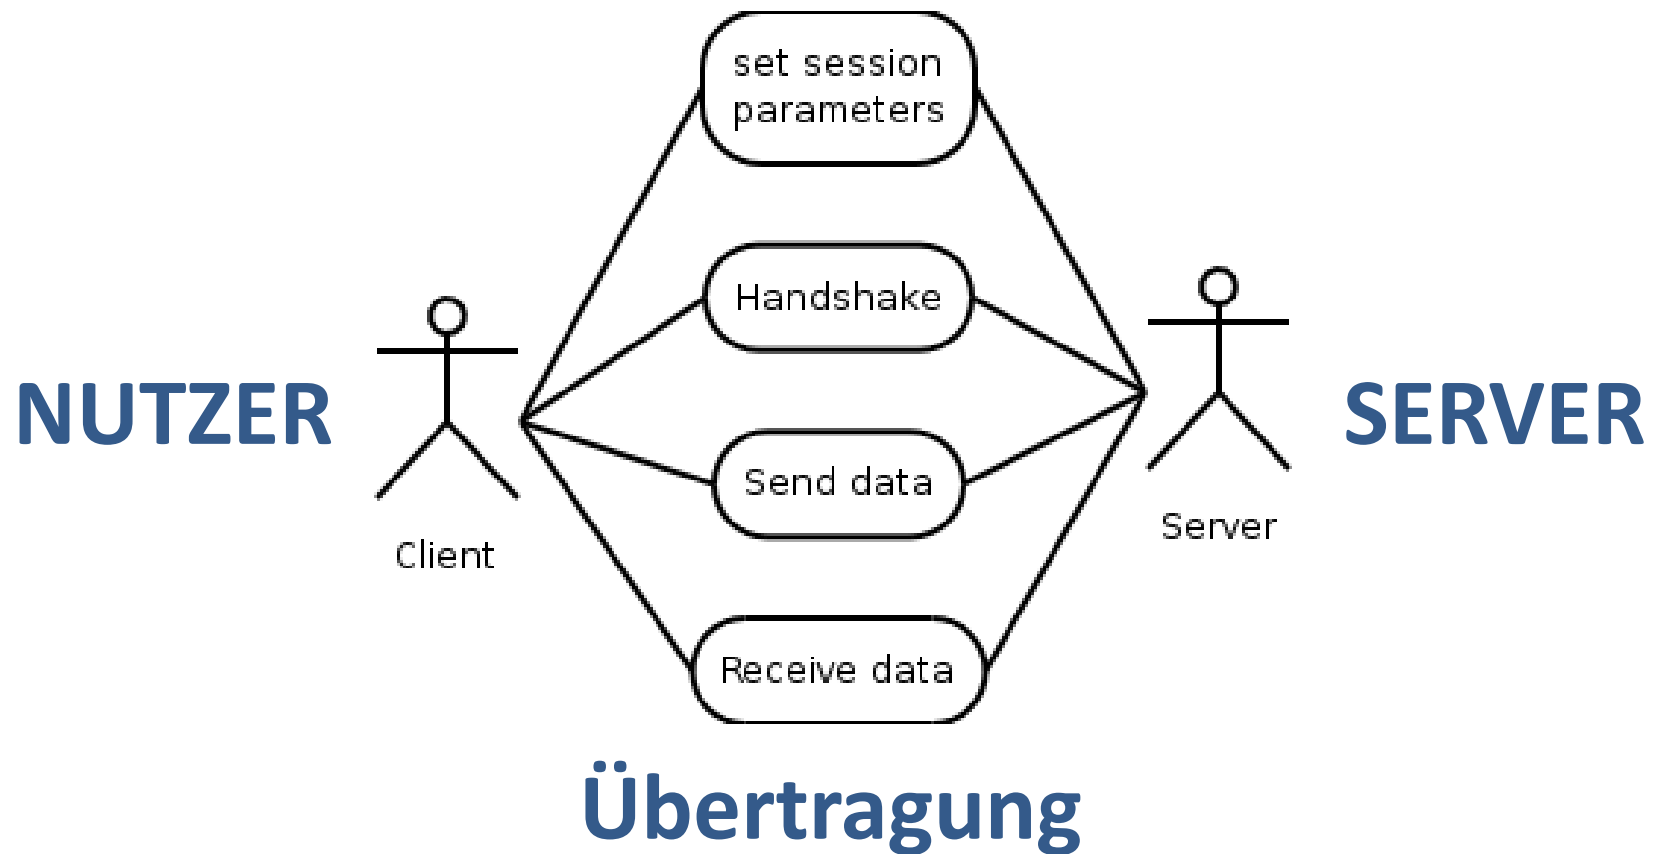 set session
parameters
Handshake
NUTZER
SERVER
Send data
Server
Client
Receive data
Übertragung